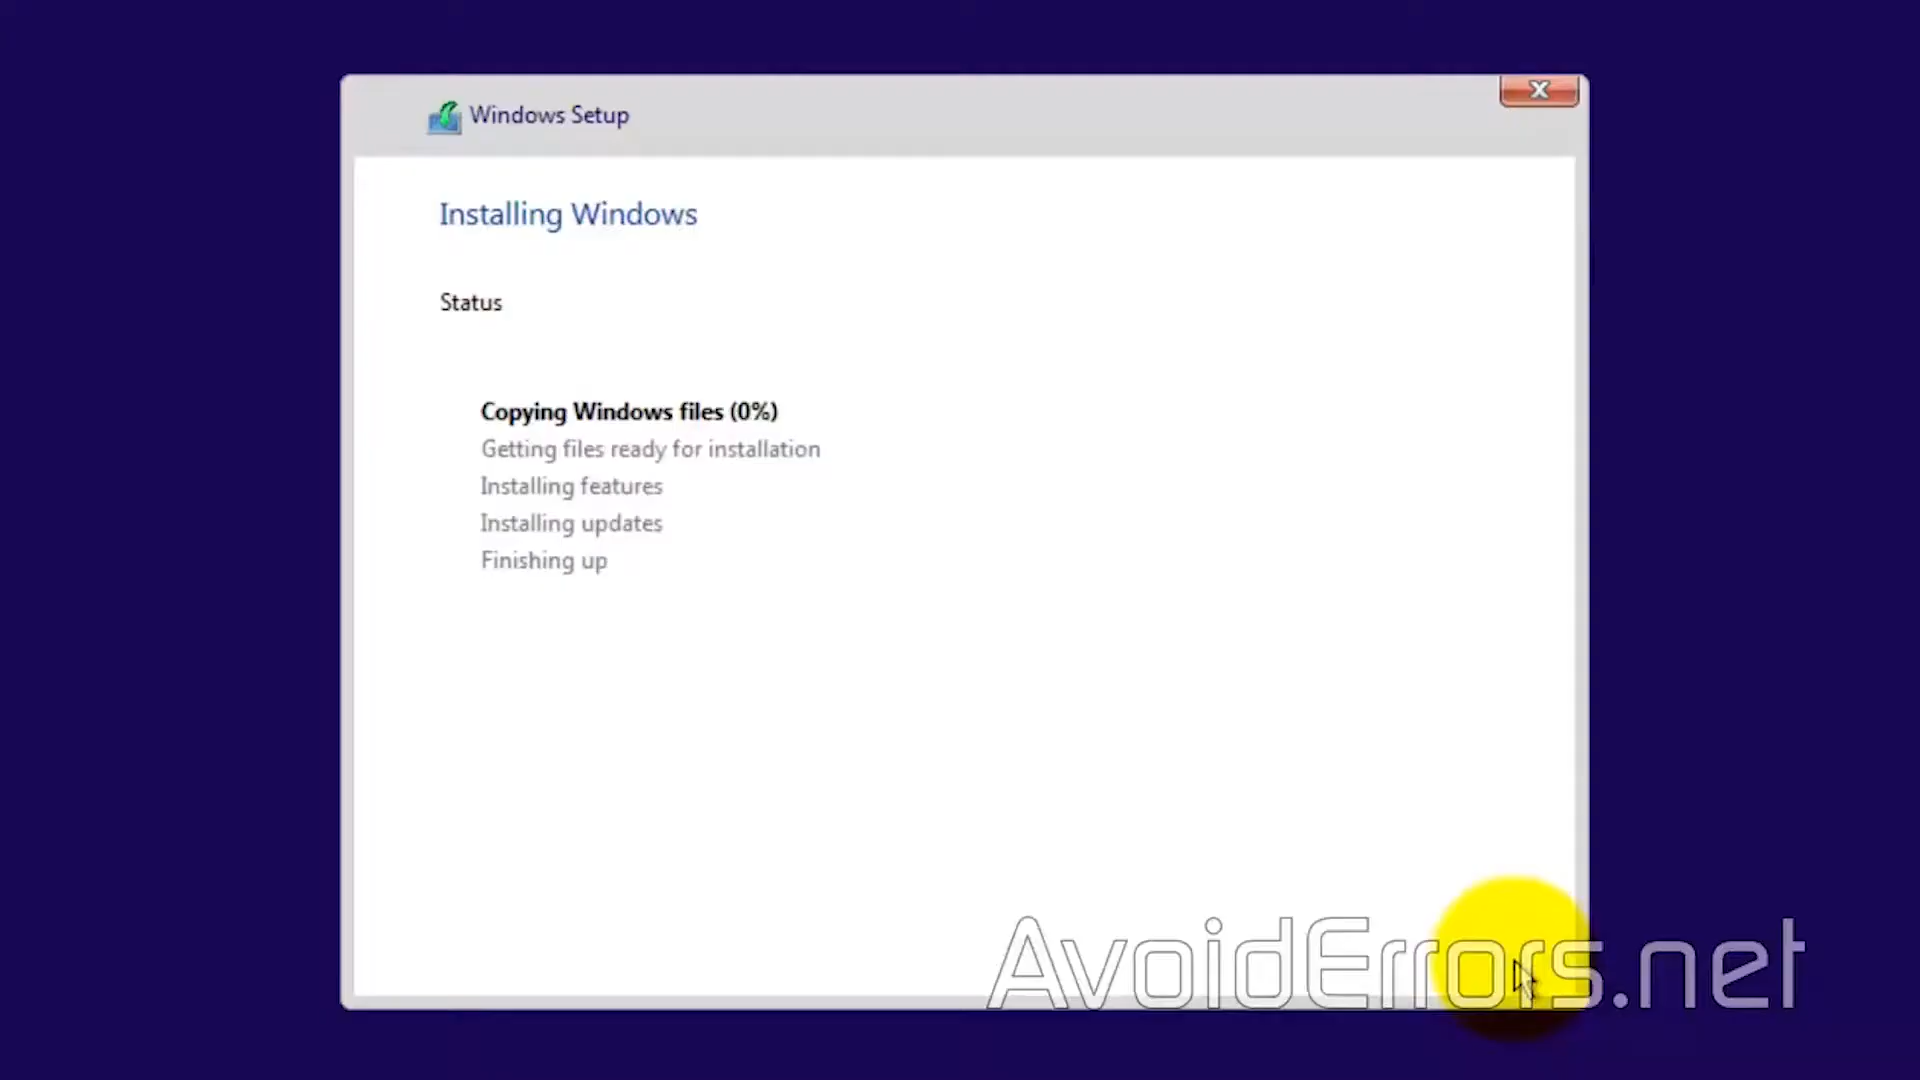 Windows Setup
Installing Windows
Status
Copying Windows files (0%)
Getting files ready for installation
Installing features
Installing updates
Finishing up
AvoidErrors.net